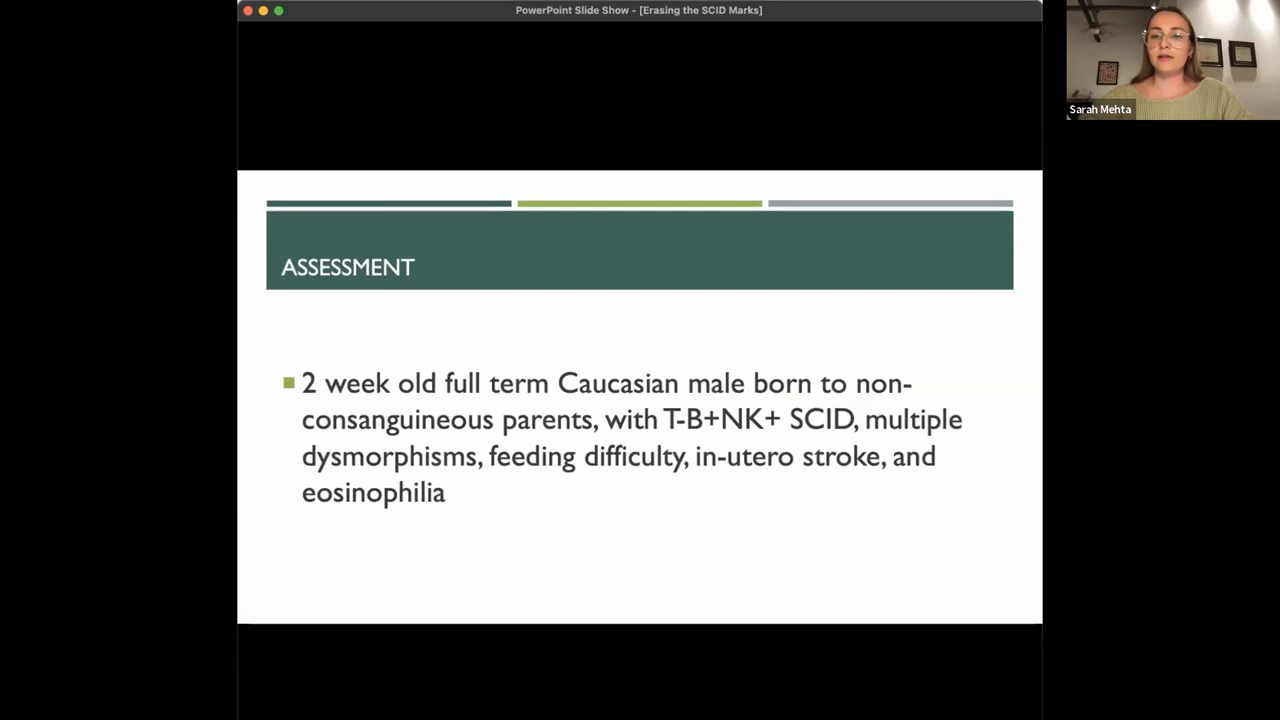 PowerPoint Slide Show - [Erasing the SCID Marks]
Sarah Mehta
ASSESSMENT
2 week old full term Caucasian male born to non-
consanguineous parents, with T-B+NK+ SCID, multiple
dysmorphisms, feeding difficulty, in-utero stroke, and
eosinophilia